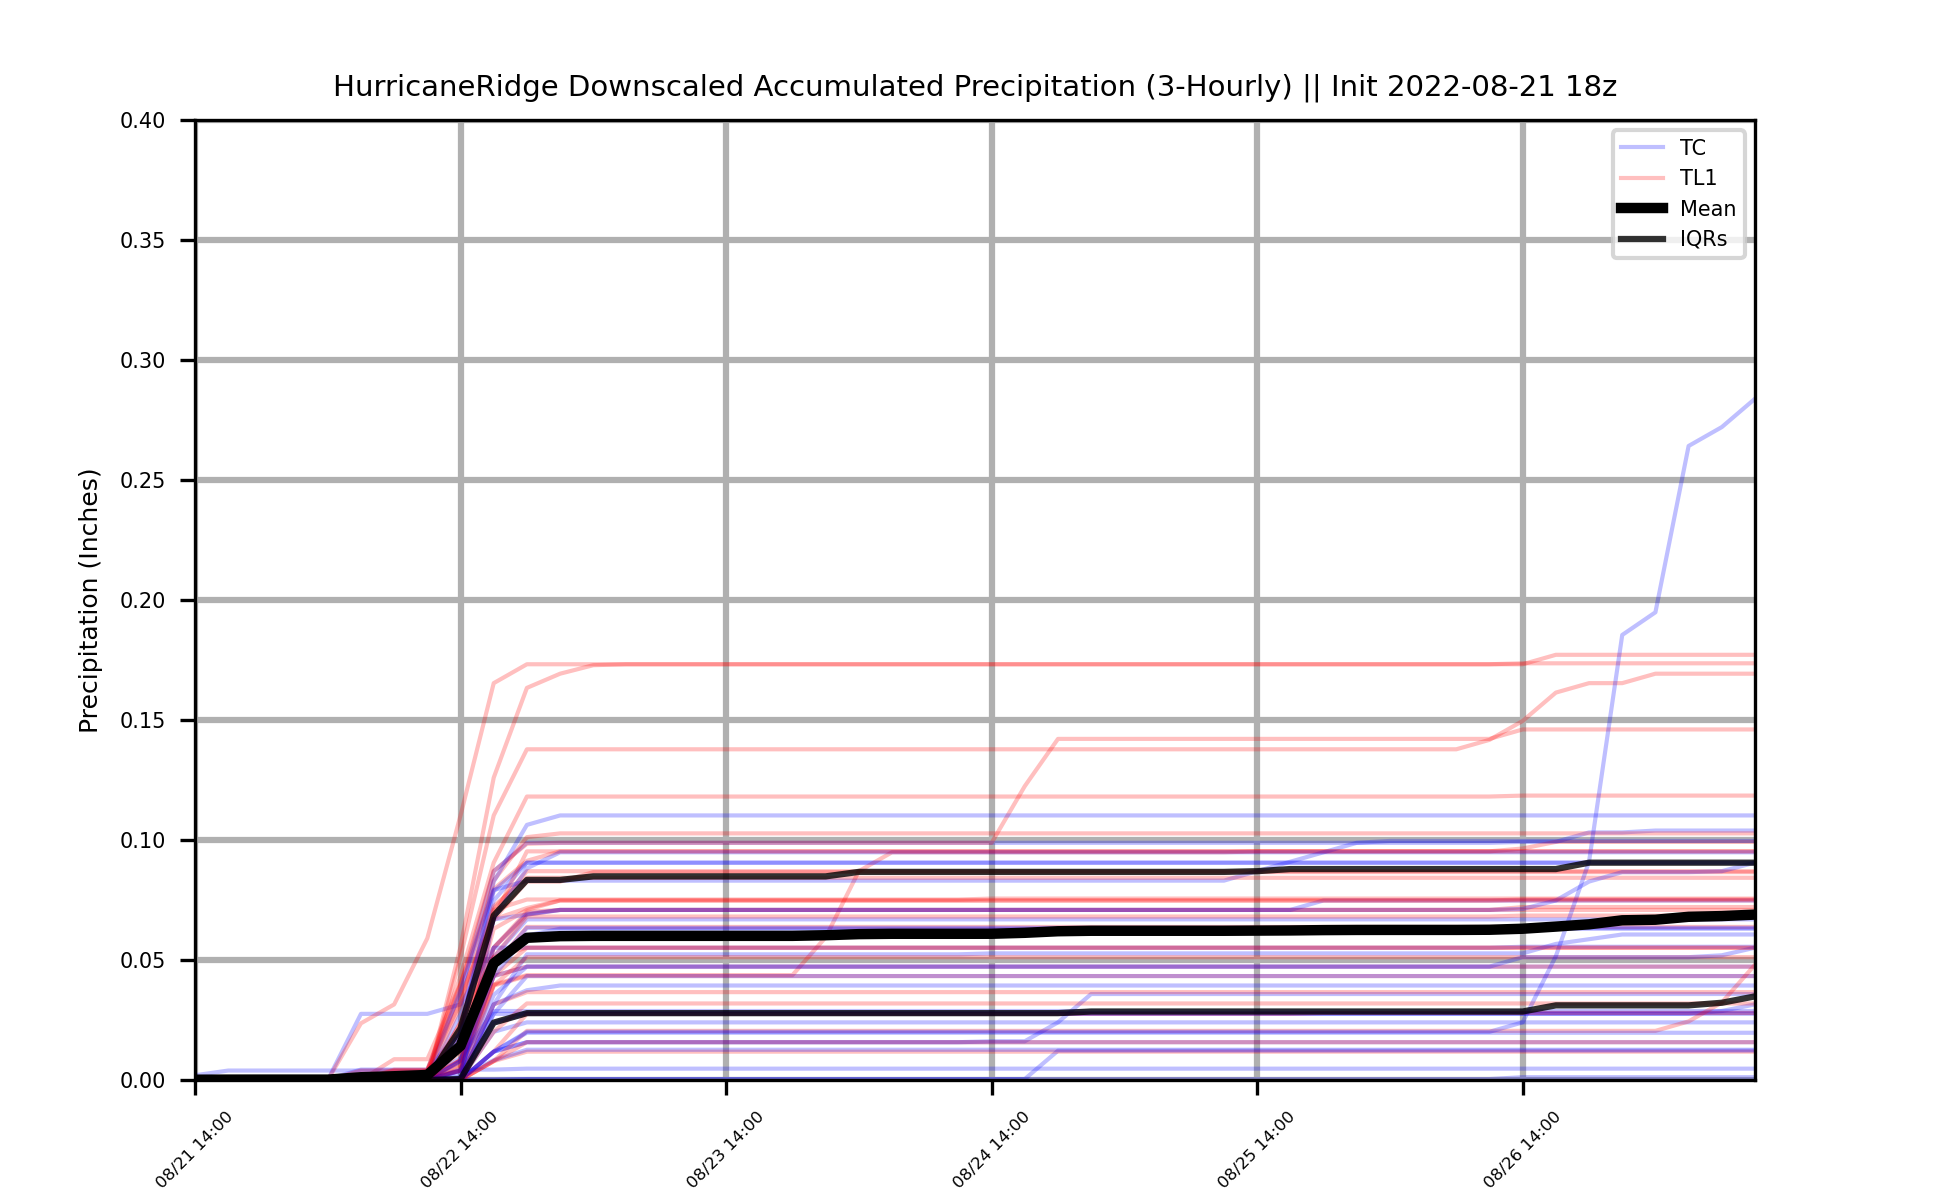 HurricaneRidge Downscaled Accumulated Precipitation (3-Hourly) || Init 2022-08-21 18z
Precipitation (Inches)
0.40
0.35
0.30
0.25
0.20
0.15
0.10
0.05
0.00
TC
TL1
Mean
IQRs
08/21 14:00
08/22 14:00
08/23 14:00
08/24 14:00
08/25 14:00
08/26 14:00